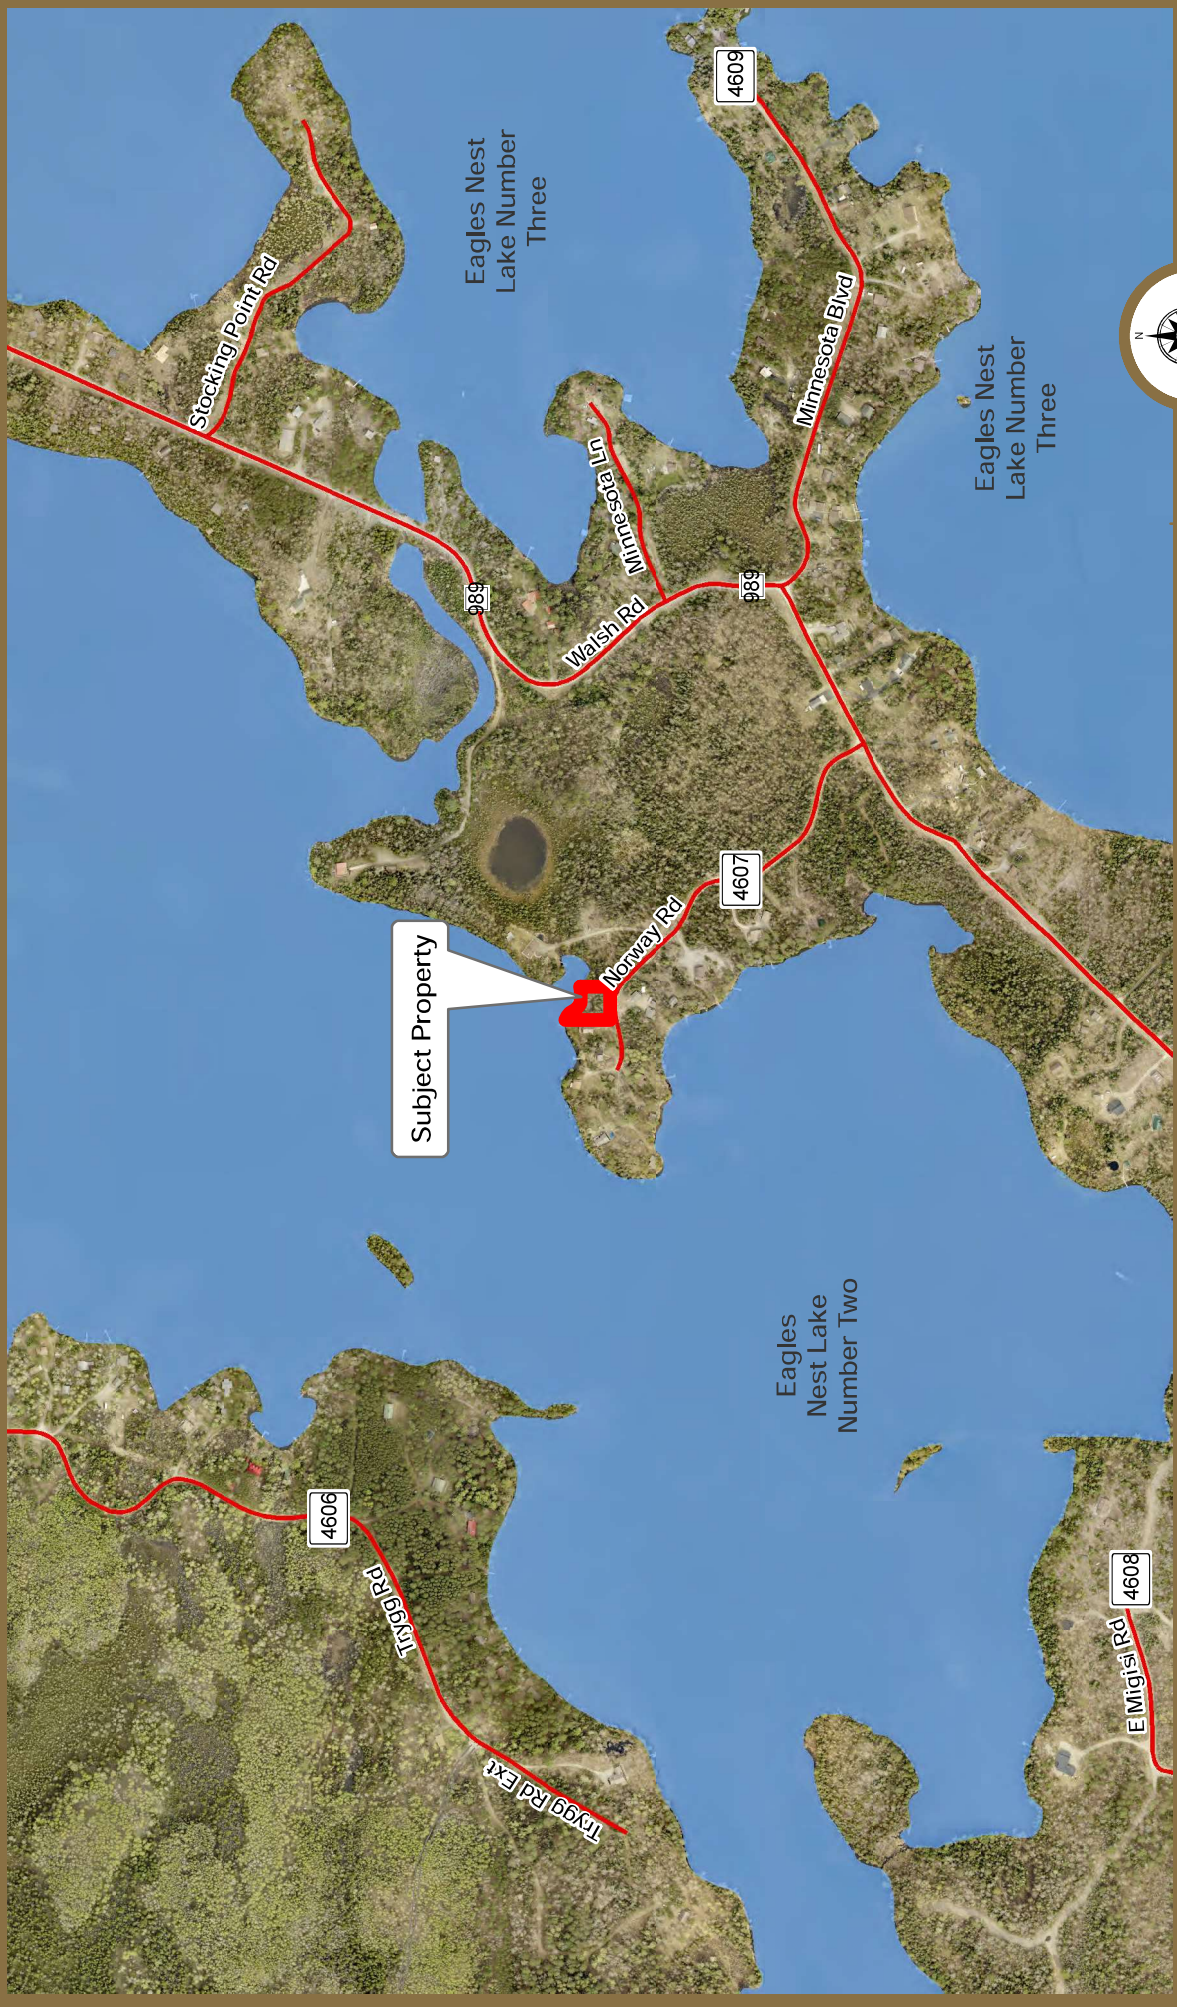 4609
Eagles Nest
Lake Number
Three
Stocking Point Rd
Minnesota Blvd
Eagles Nest
Lake Number
Three
N
Minnesota Ln
989
989
Walsh Rd
4607
Norway Rd
Subject Property
Eagles
Nest Lake
Number Two
4606
Trygg Rd
4608
E Migisi Rd
Trygg Rd Ext